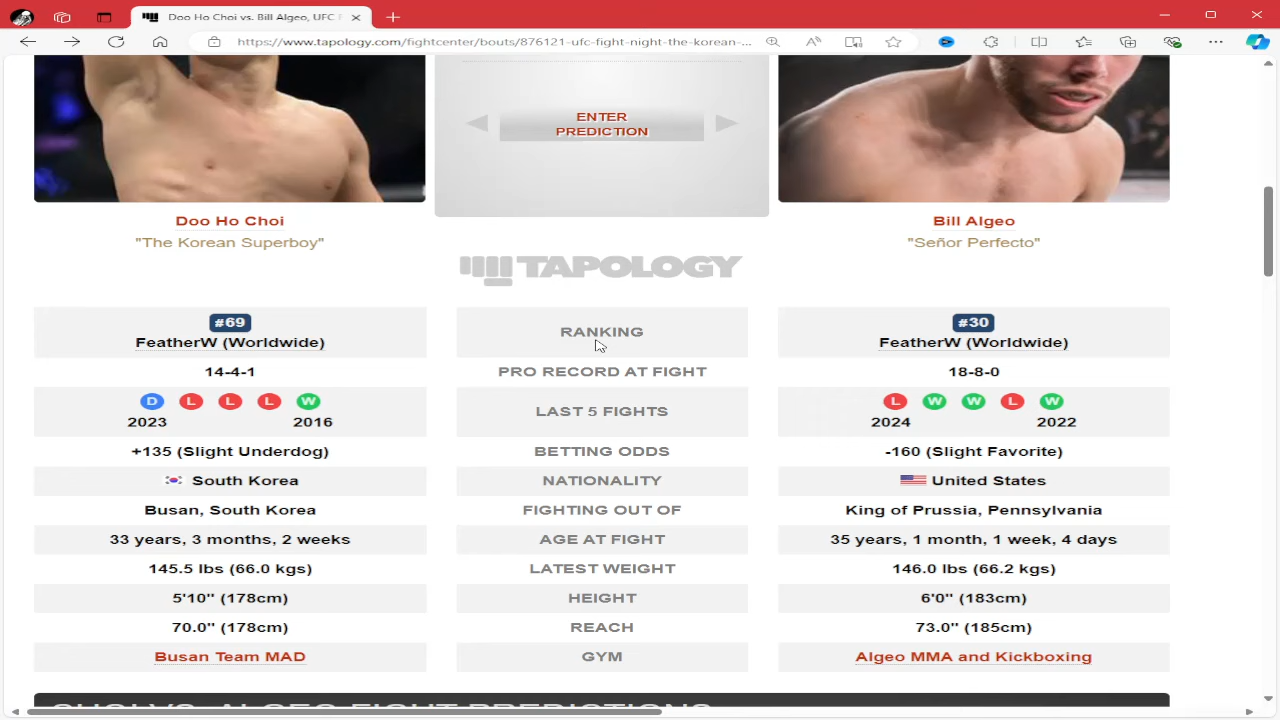 Doo Ho Choi vs. Bill Algeo, UFC F
https://www.tapology.com/fightcenter/bouts/876121-ufc-fight-night-the-korean-...
ENTER
PREDICTION
Doo Ho Choi
"The Korean Superboy"
Bill Algeo
"Señor Perfecto"
TAPOLOGY
#69
FeatherW (Worldwide)
RANKING
#30
FeatherW (Worldwide)
14-4-1
PRO RECORD AT FIGHT
18-8-0
D L L L W
2023 2016
LAST 5 FIGHTS
L W W L W
2024 2022
+135 (Slight Underdog)
BETTING ODDS
-160 (Slight Favorite)
South Korea
NATIONALITY
United States
Busan, South Korea
FIGHTING OUT OF
King of Prussia, Pennsylvania
33 years, 3 months, 2 weeks
AGE AT FIGHT
35 years, 1 month, 1 week, 4 days
145.5 lbs (66.0 kgs)
LATEST WEIGHT
146.0 lbs (66.2 kgs)
5'10" (178cm)
HEIGHT
6'0" (183cm)
70.0" (178cm)
REACH
73.0" (185cm)
Busan Team MAD
GYM
Algeo MMA and Kickboxing
CHOI VS. ALGEO FIGHT PREDICTIONS